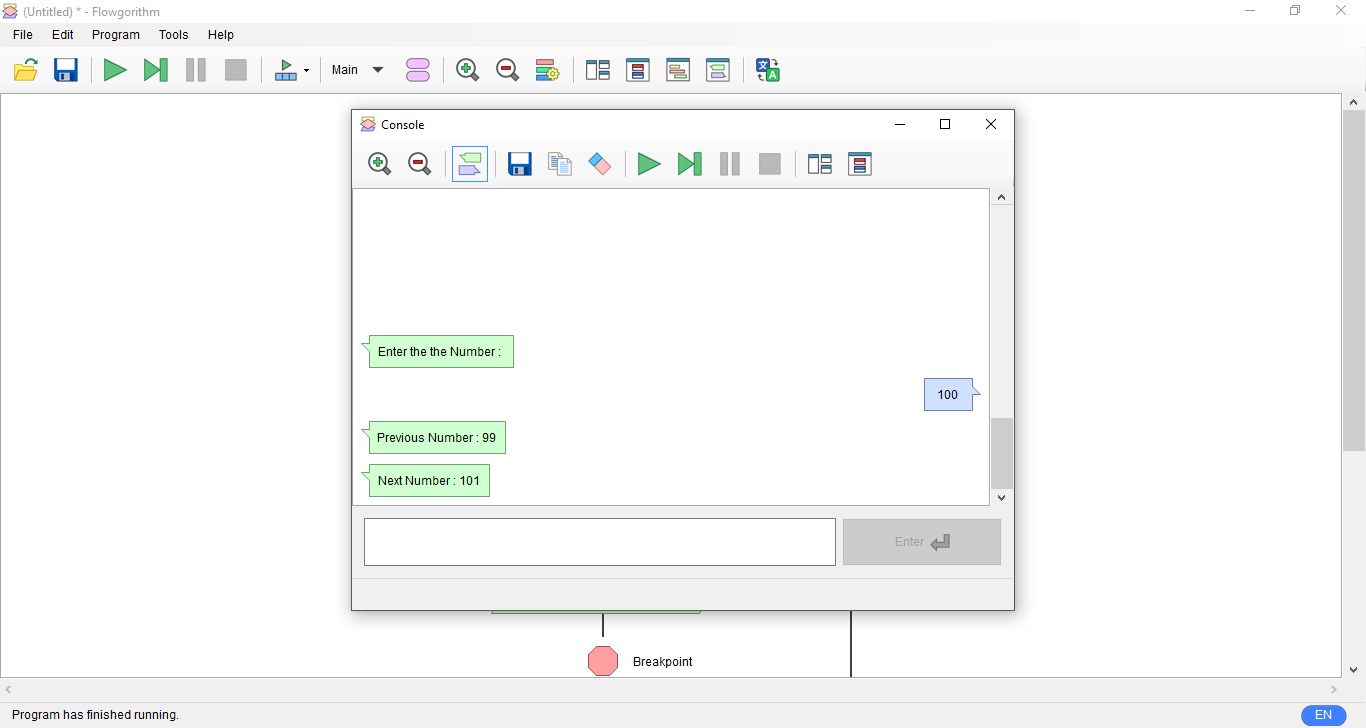 (Untitled) * - Flowgorithm
File Edit Program Tools Help
Main
文 A
Console
Enter the the Number :
100
Previous Number : 99
Next Number : 101
Enter
Breakpoint
Program has finished running.
EN